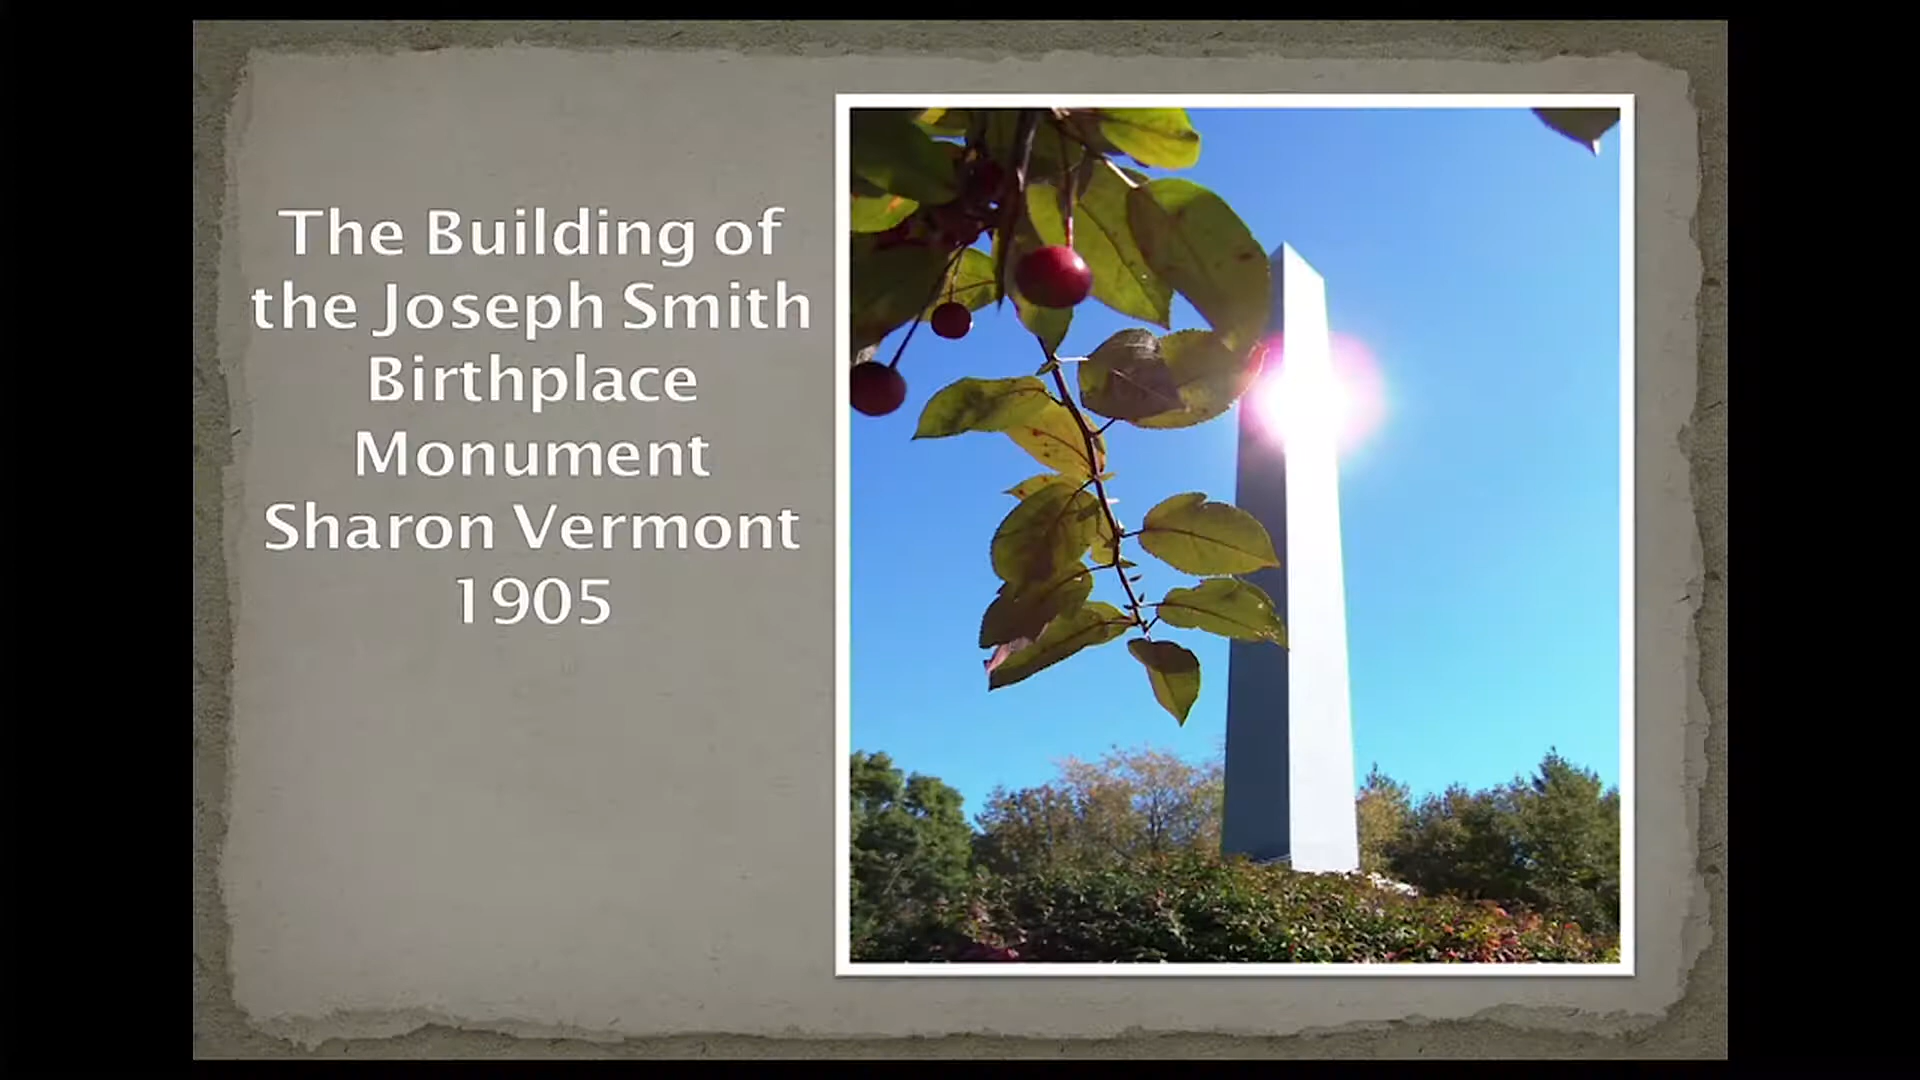 The Building of
the Joseph Smith
Birthplace
Monument
Sharon Vermont
1905